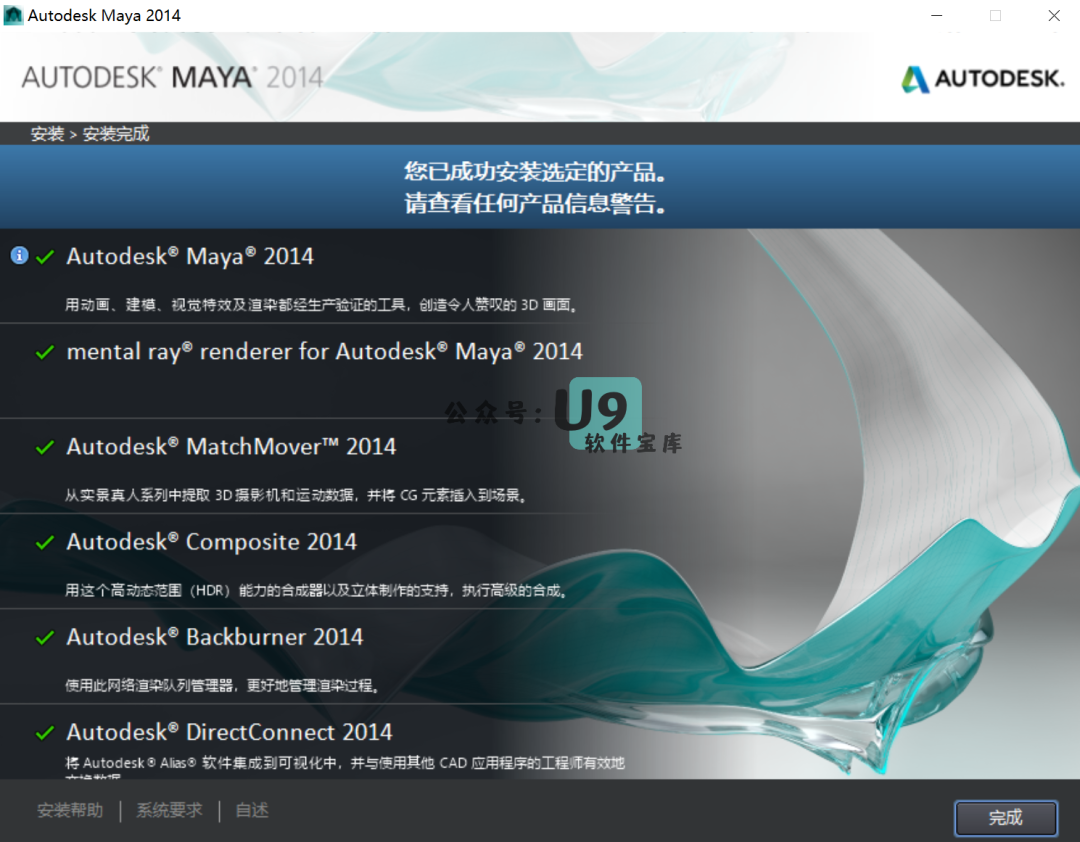 Autodesk Maya 2014
AUTODESK® MAYA® 2014
AUTODESK.
安装 > 安装完成
您已成功安装选定的产品。
请查看任何产品信息警告。
Autodesk® Maya® 2014
用动画、建模、视觉特效及渲染都经生产验证的工具，创造令人赞叹的 3D 画面。
mental ray® renderer for Autodesk® Maya® 2014
公众号：U9
软件宝库
Autodesk® MatchMover™ 2014
从实景真人系列中提取 3D 摄影机和运动数据，并将 CG 元素插入到场景。
Autodesk® Composite 2014
用这个高动态范围（HDR）能力的合成器以及立体制作的支持，执行高级的合成。
Autodesk® Backburner 2014
使用此网络渲染队列管理器，更好地管理渲染过程。
Autodesk® DirectConnect 2014
将 Autodesk® Alias® 软件集成到可视化中，并与使用其他 CAD 应用程序的工程师有效地
安装帮助 | 系统要求 | 自述
完成